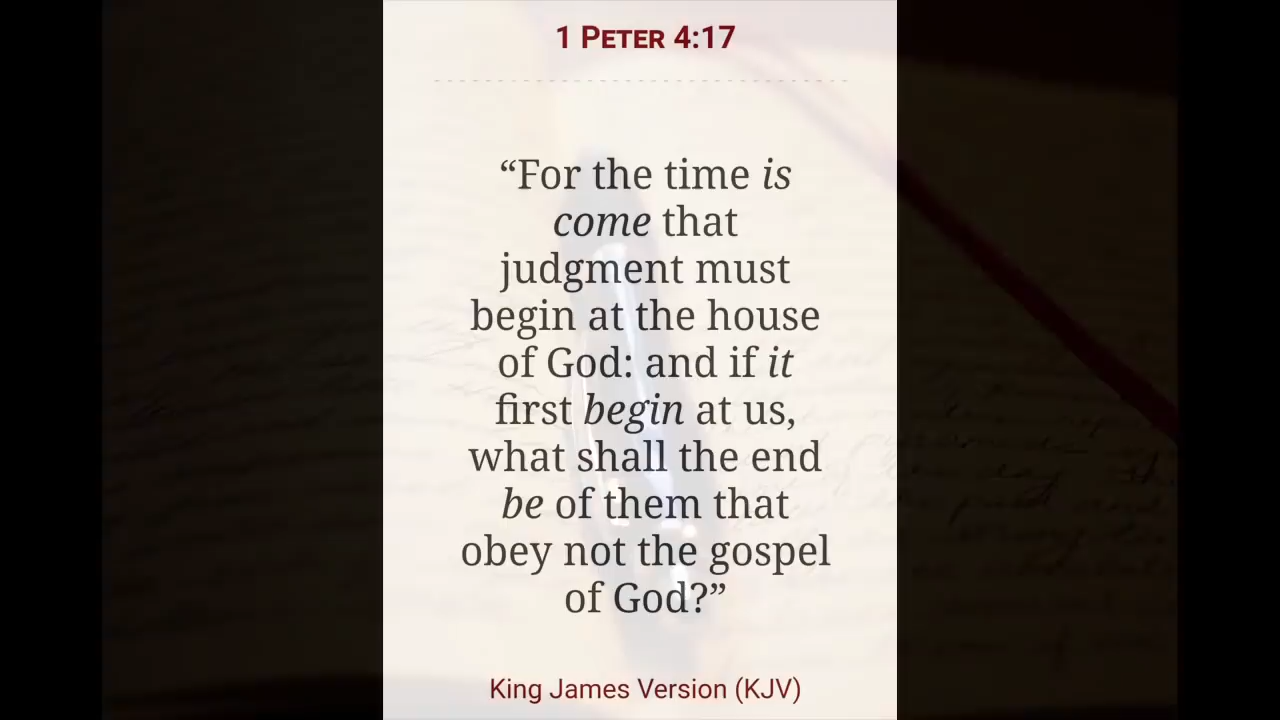 1 Peter 4:17
“For the time is
come that
judgment must
begin at the house
of God: and if it
first begin at us,
what shall the end
be of them that
obey not the gospel
of God?”
King James Version (KJV)